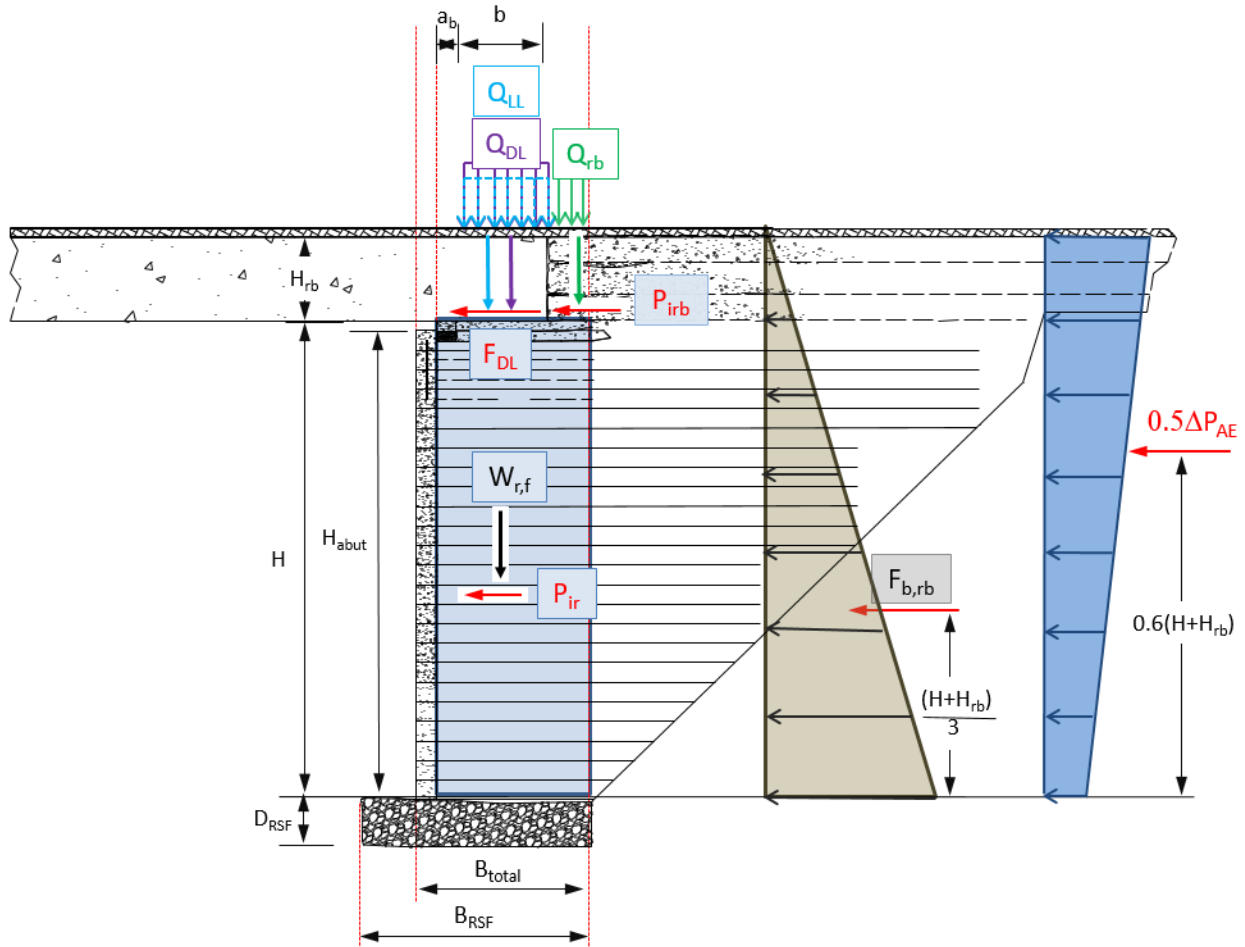 a_b
b
Q_LL
Q_DL
Q_rb
H_rb
P_irb
F_DL
0.5ΔP_AE
W_r,f
H_abut
H
P_ir
F_b,rb
0.6(H+H_rb)
(H+H_rb)
3
D_RSF
B_total
B_RSF